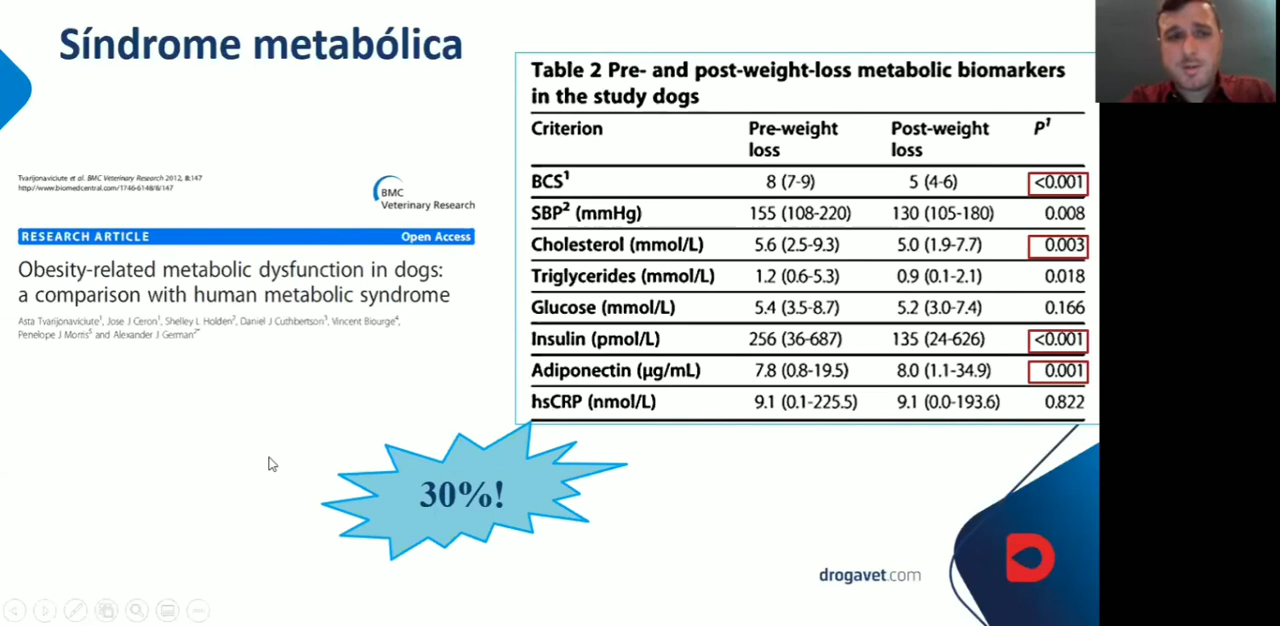 Síndrome metabólica
Tvarijonaviciute et al. BMC Veterinary Research 2012, 8:147
http://www.biomedcentral.com/1746-6148/8/147
BMC
Veterinary Research
RESEARCH ARTICLE Open Access
Obesity-related metabolic dysfunction in dogs:
a comparison with human metabolic syndrome
Asta Tvarijonaviciute1, Jose J Ceron1, Shelley L Holden2, Daniel J Cuthbertson3, Vincent Biourge4,
Penelope J Morris5 and Alexander J German2*
Table 2 Pre- and post-weight-loss metabolic biomarkers
in the study dogs
Criterion Pre-weight loss Post-weight loss P1
BCS1 8 (7-9) 5 (4-6) <0.001
SBP2 (mmHg) 155 (108-220) 130 (105-180) 0.008
Cholesterol (mmol/L) 5.6 (2.5-9.3) 5.0 (1.9-7.7) 0.003
Triglycerides (mmol/L) 1.2 (0.6-5.3) 0.9 (0.1-2.1) 0.018
Glucose (mmol/L) 5.4 (3.5-8.7) 5.2 (3.0-7.4) 0.166
Insulin (pmol/L) 256 (36-687) 135 (24-626) <0.001
Adiponectin (μg/mL) 7.8 (0.8-19.5) 8.0 (1.1-34.9) 0.001
hsCRP (nmol/L) 9.1 (0.1-225.5) 9.1 (0.0-193.6) 0.822
30%!
drogavet.com